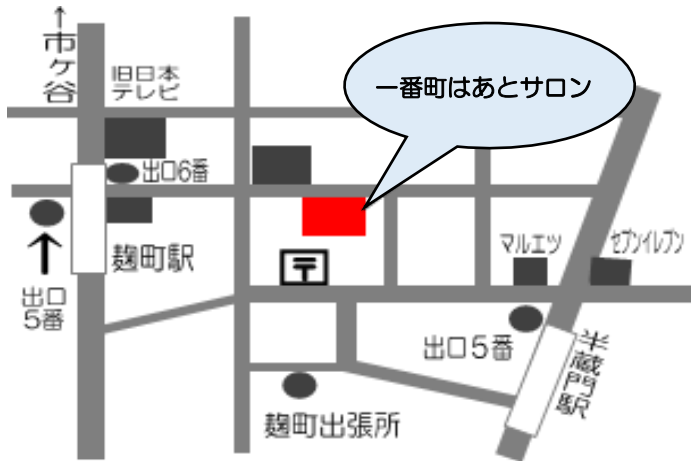 ↑市ヶ谷
旧日本
テレビ
一番町はあとサロン
出口6番
麹町駅
出口
5番
〒
マルエツ
セブンイレブン
出口5番
半蔵門駅
麹町出張所